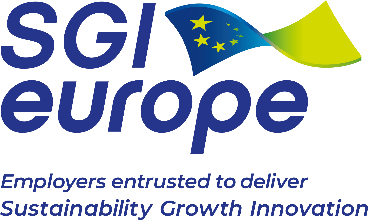 SGI
europe
Employers entrusted to deliver
Sustainability Growth Innovation